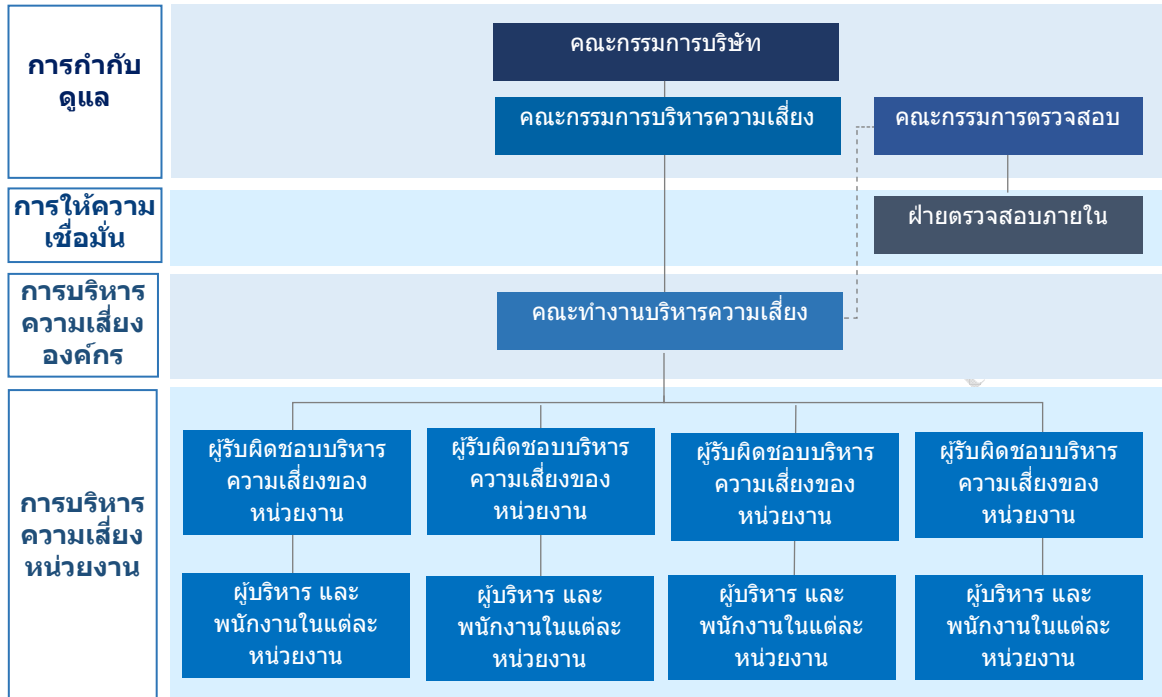 การกำกับ
ดูแล
คณะกรรมการบริษัท
คณะกรรมการบริหารความเสี่ยง
คณะกรรมการตรวจสอบ
การให้ความ
เชื่อมั่น
ฝ่ายตรวจสอบภายใน
การบริหาร
ความเสี่ยง
องค์กร
คณะทำงานบริหารความเสี่ยง
การบริหาร
ความเสี่ยง
หน่วยงาน
ผู้รับผิดชอบบริหาร
ความเสี่ยงของ
หน่วยงาน
ผู้รับผิดชอบบริหาร
ความเสี่ยงของ
หน่วยงาน
ผู้รับผิดชอบบริหาร
ความเสี่ยงของ
หน่วยงาน
ผู้รับผิดชอบบริหาร
ความเสี่ยงของ
หน่วยงาน
ผู้บริหาร และ
พนักงานในแต่ละ
หน่วยงาน
ผู้บริหาร และ
พนักงานในแต่ละ
หน่วยงาน
ผู้บริหาร และ
พนักงานในแต่ละ
หน่วยงาน
ผู้บริหาร และ
พนักงานในแต่ละ
หน่วยงาน